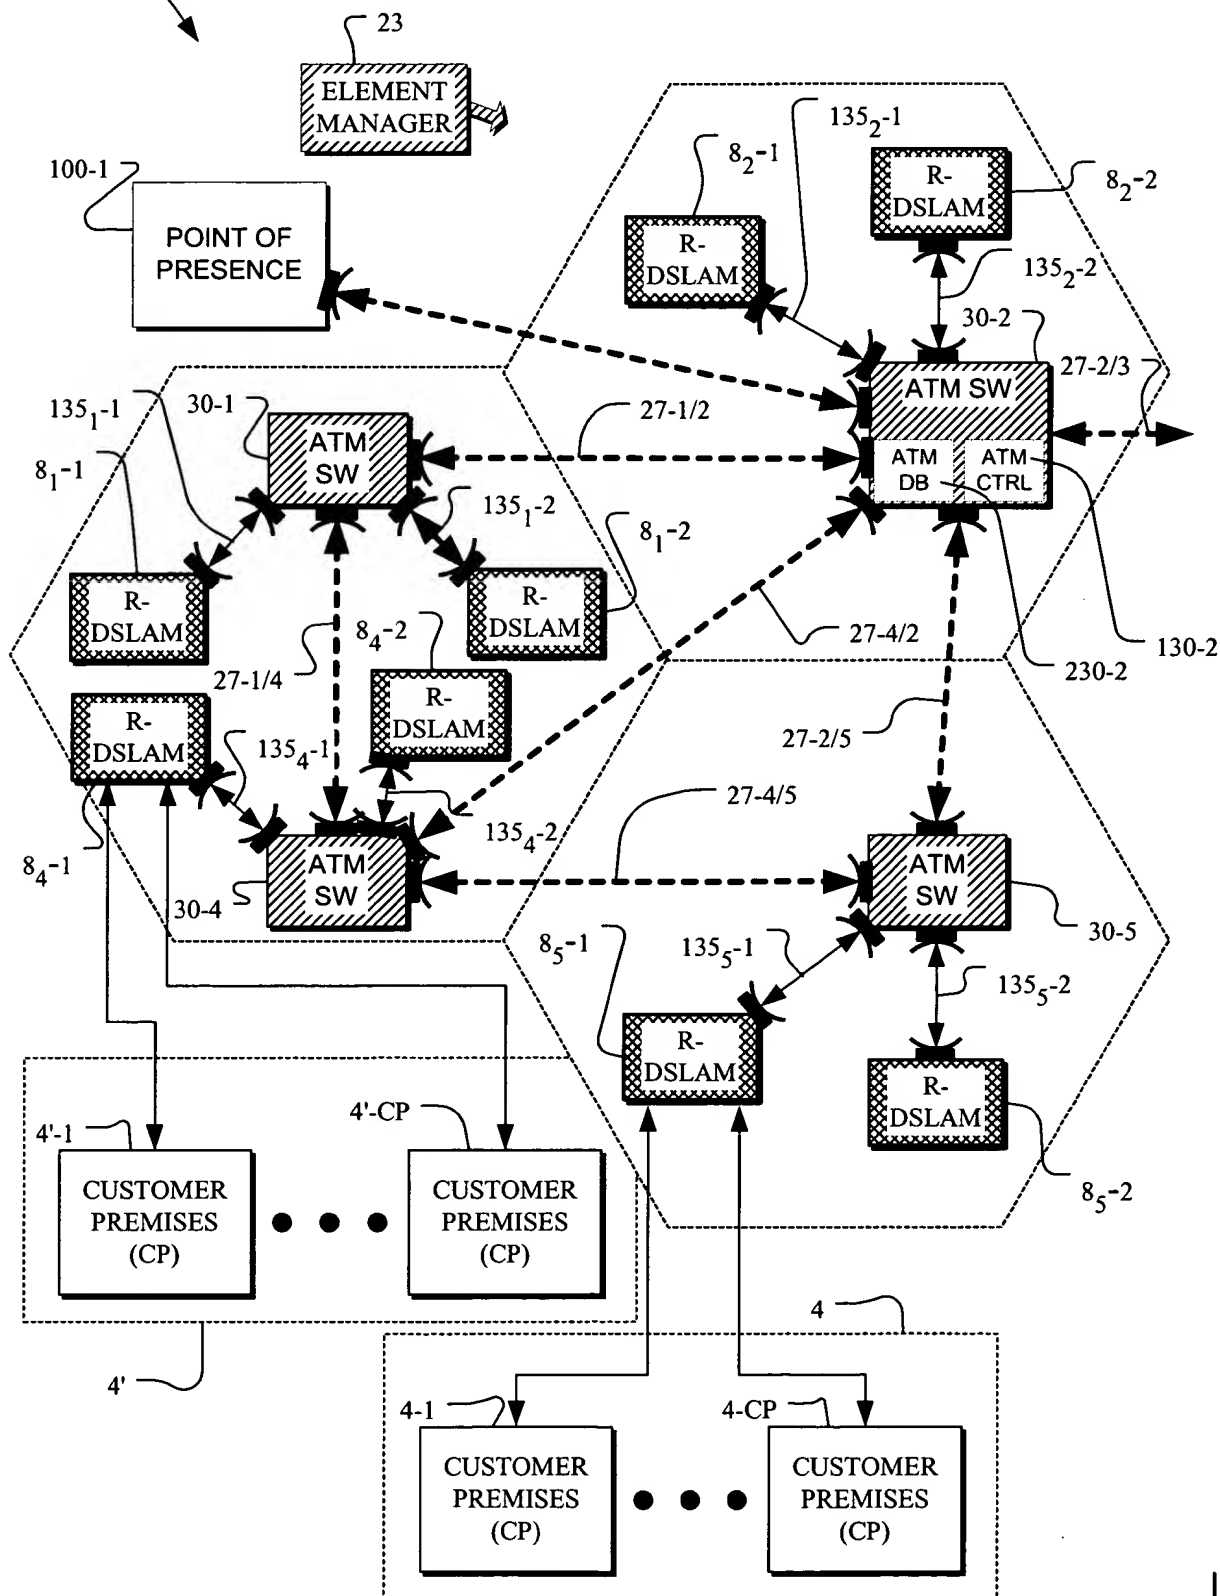 23
ELEMENT
MANAGER
100-1
POINT OF
PRESENCE
135₂-1
8₂-1
R-
DSLAM
R-
DSLAM
8₂-2
135₂-2
30-2
27-2/3
ATM SW
ATM
DB
ATM
CTRL
135₁-1
30-1
27-1/2
8₁-1
ATM
SW
135₁-2
8₁-2
R-
DSLAM
R-
DSLAM
8₄-2
27-1/4
27-4/2
130-2
230-2
R-
DSLAM
R-
DSLAM
135₄-1
27-2/5
27-4/5
135₄-2
8₄-1
ATM
SW
30-4
ATM
SW
30-5
8₅-1
135₅-1
135₅-2
R-
DSLAM
R-
DSLAM
8₅-2
4'-1
4'-CP
CUSTOMER
PREMISES
(CP)
CUSTOMER
PREMISES
(CP)
4'
4
4-1
4-CP
CUSTOMER
PREMISES
(CP)
CUSTOMER
PREMISES
(CP)